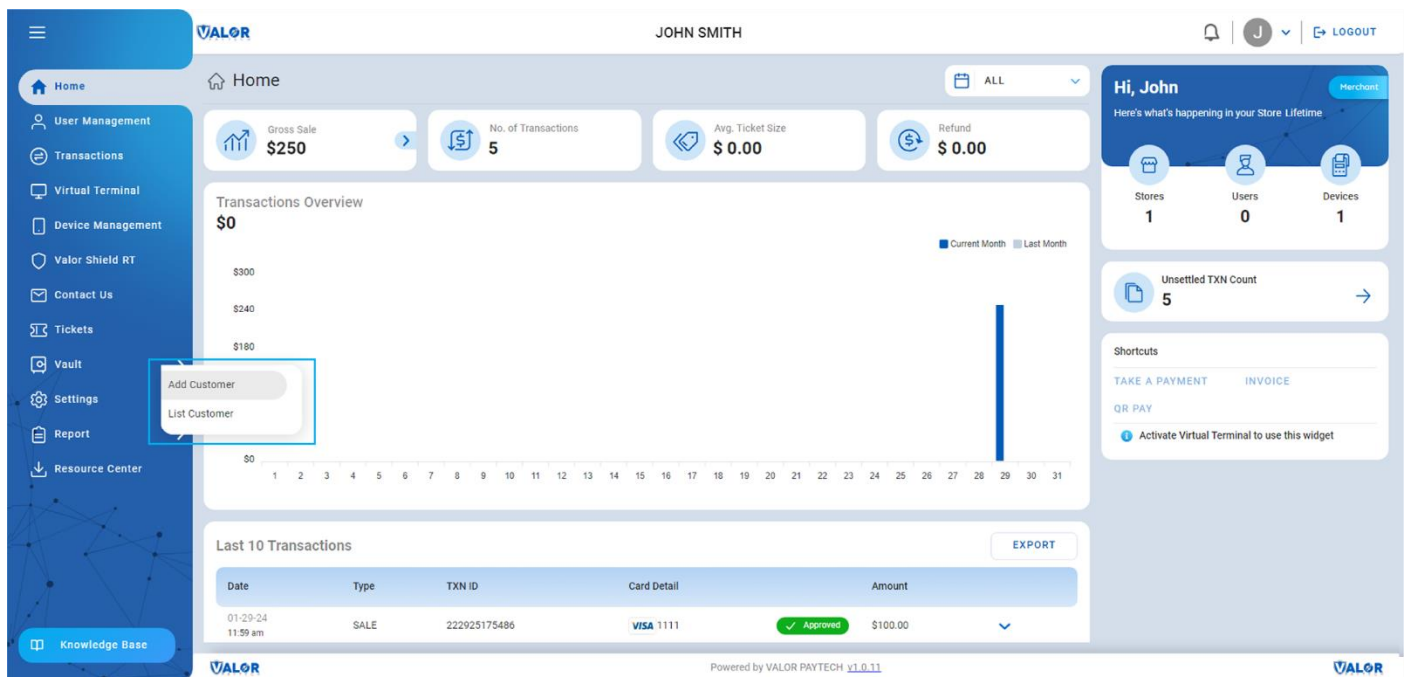 VALOR
JOHN SMITH
J
LOGOUT
Home
User Management
Transactions
Virtual Terminal
Device Management
Valor Shield RT
Contact Us
Tickets
Vault
Settings
Report
Resource Center
Knowledge Base
Add Customer
List Customer
Home
ALL
Gross Sale
$250
No. of Transactions
5
Avg. Ticket Size
$ 0.00
Refund
$ 0.00
Transactions Overview
$0
Current Month Last Month
$300
$240
$180
$0
1 2 3 4 5 6 7 8 9 10 11 12 13 14 15 16 17 18 19 20 21 22 23 24 25 26 27 28 29 30 31
Last 10 Transactions
EXPORT
Date Type TXN ID Card Detail Amount
01-29-24
11:59 am
SALE 222925175486 VISA 1111 Approved $100.00
Hi, John
Merchant
Here's what's happening in your Store Lifetime
Stores Users Devices
1 0 1
Unsettled TXN Count
5
Shortcuts
TAKE A PAYMENT INVOICE
QR PAY
Activate Virtual Terminal to use this widget
VALOR
Powered by VALOR PAYTECH v1.0.11
VALOR